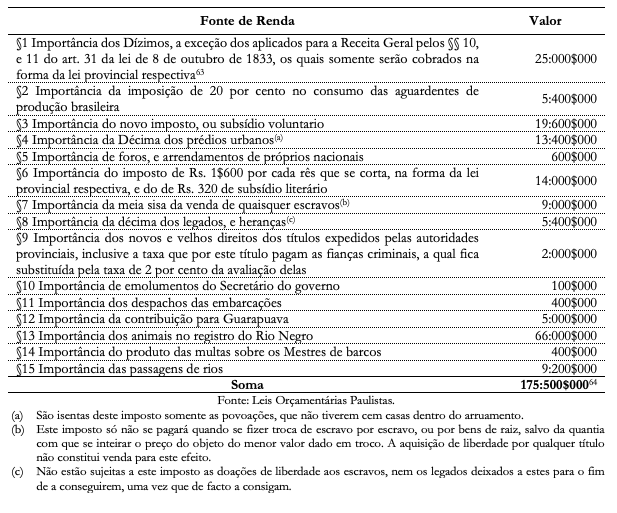 Fonte de Renda Valor
§1 Importância dos Dízimos, a exceção dos aplicados para a Receita Geral pelos §§ 10,
e 11 do art. 31 da lei de 8 de outubro de 1833, os quais somente serão cobrados na
forma da lei provincial respectiva63 25:000$000
§2 Importância da imposição de 20 por cento no consumo das aguardentes de
produção brasileira 5:400$000
§3 Importância do novo imposto, ou subsídio voluntario 19:600$000
§4 Importância da Décima dos prédios urbanos(a) 13:400$000
§5 Importância de foros, e arrendamentos de próprios nacionais 600$000
§6 Importância do imposto de Rs. 1$600 por cada rês que se corta, na forma da lei
provincial respectiva, e do de Rs. 320 de subsídio literário 14:000$000
§7 Importância da meia sisa da venda de quaisquer escravos(b) 9:000$000
§8 Importância da décima dos legados, e heranças(c) 5:400$000
§9 Importância dos novos e velhos direitos dos títulos expedidos pelas autoridades
provinciais, inclusive a taxa que por este título pagam as fianças criminais, a qual fica
substituída pela taxa de 2 por cento da avaliação delas 2:000$000
§10 Importância de emolumentos do Secretário do governo 100$000
§11 Importância dos despachos das embarcações 400$000
§12 Importância da contribuição para Guarapuava 5:000$000
§13 Importância dos animais no registro do Rio Negro 66:000$000
§14 Importância do produto das multas sobre os Mestres de barcos 400$000
§15 Importância das passagens de rios 9:200$000
Soma 175:500$00064
Fonte: Leis Orçamentárias Paulistas.
(a) São isentas deste imposto somente as povoações, que não tiverem cem casas dentro do arruamento.
(b) Este imposto só não se pagará quando se fizer troca de escravo por escravo, ou por bens de raiz, salvo da quantia
com que se inteirar o preço do objeto do menor valor dado em troco. A aquisição de liberdade por qualquer título
não constitui venda para este efeito.
(c) Não estão sujeitas a este imposto as doações de liberdade aos escravos, nem os legados deixados a estes para o fim
de a conseguirem, uma vez que de facto a consigam.